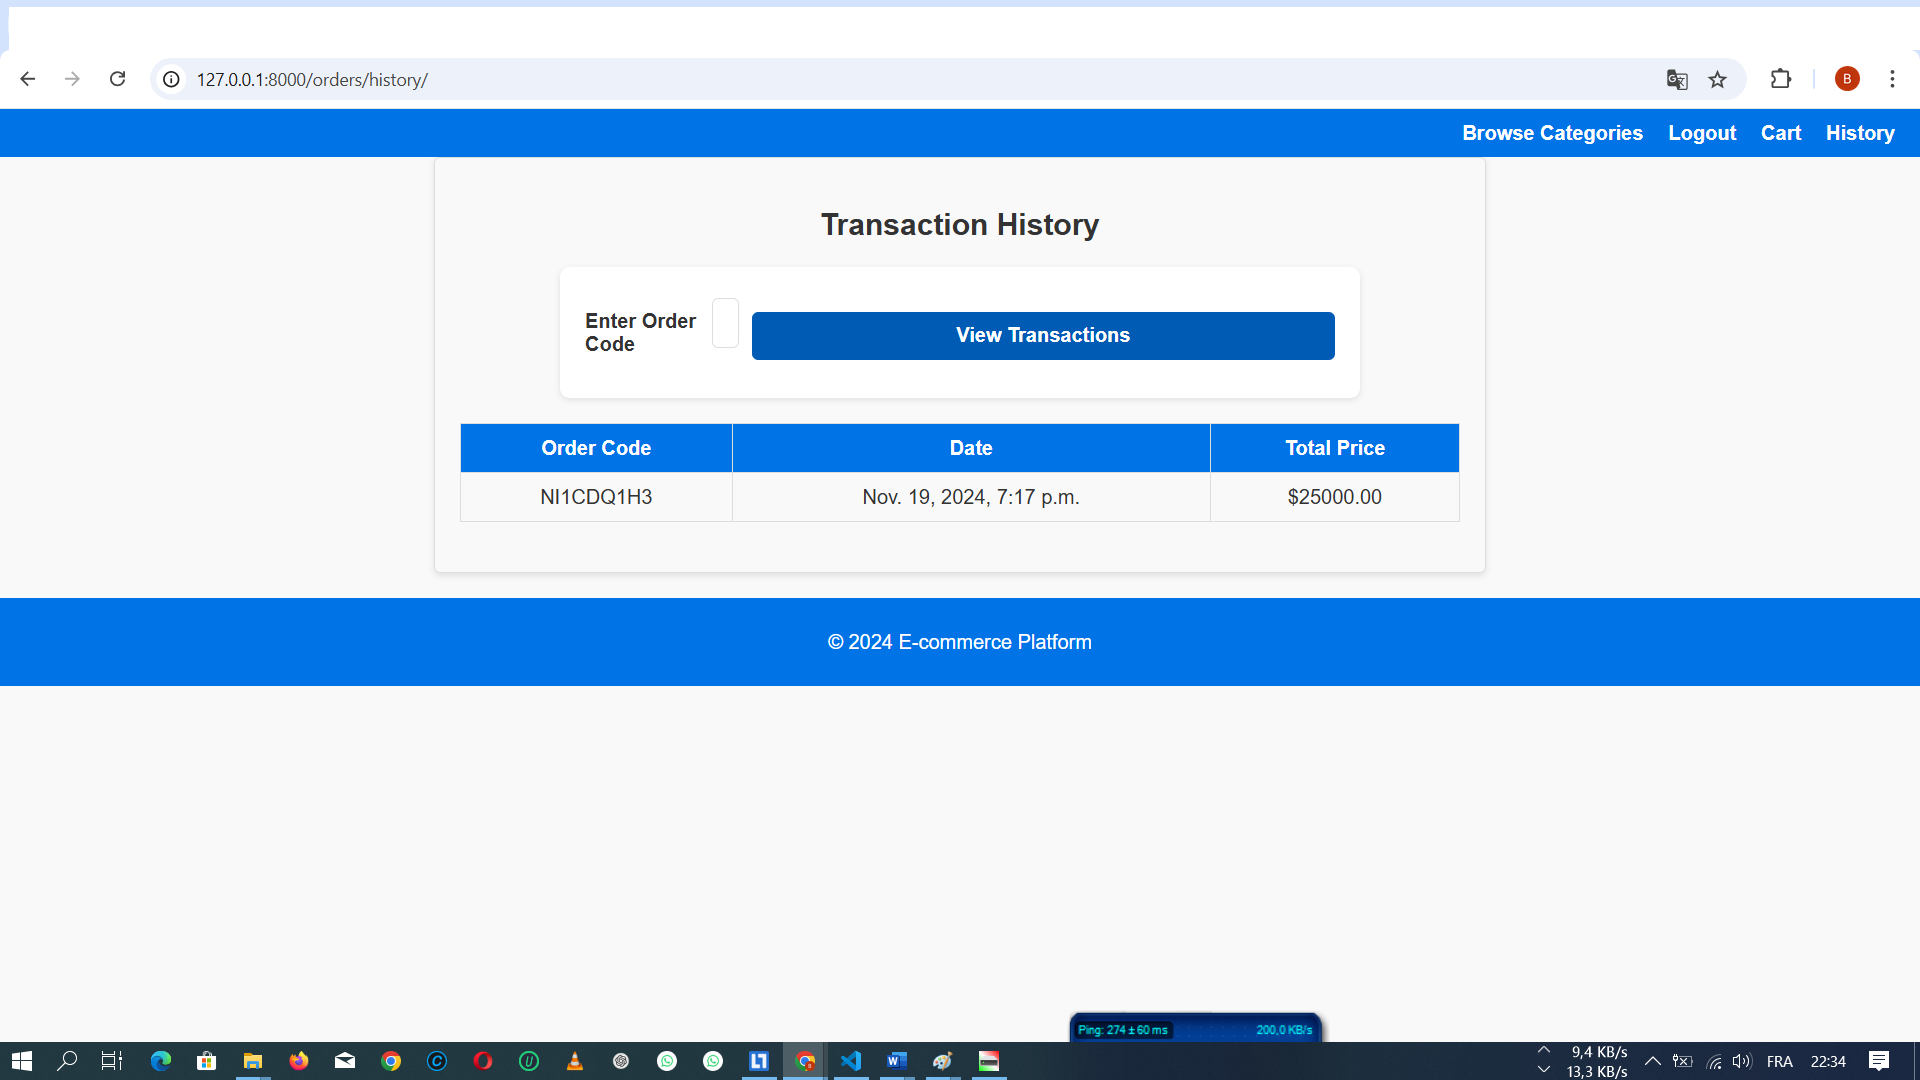 127.0.0.1:8000/orders/history/
B
Browse Categories Logout Cart History
Transaction History
Enter Order
Code
View Transactions
Order Code Date Total Price
NI1CDQ1H3 Nov. 19, 2024, 7:17 p.m. $25000.00
© 2024 E-commerce Platform
Ping: 274 ± 60 ms 200,0 KB/s
9,4 KB/s
13,3 KB/s
FRA 22:34